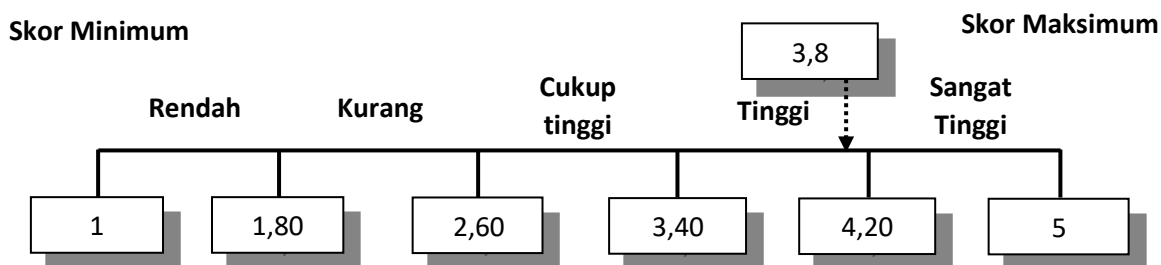 Skor Minimum
Skor Maksimum
3,8
Rendah
Kurang
Cukup
tinggi
Tinggi
Sangat
Tinggi
1
1,80
2,60
3,40
4,20
5